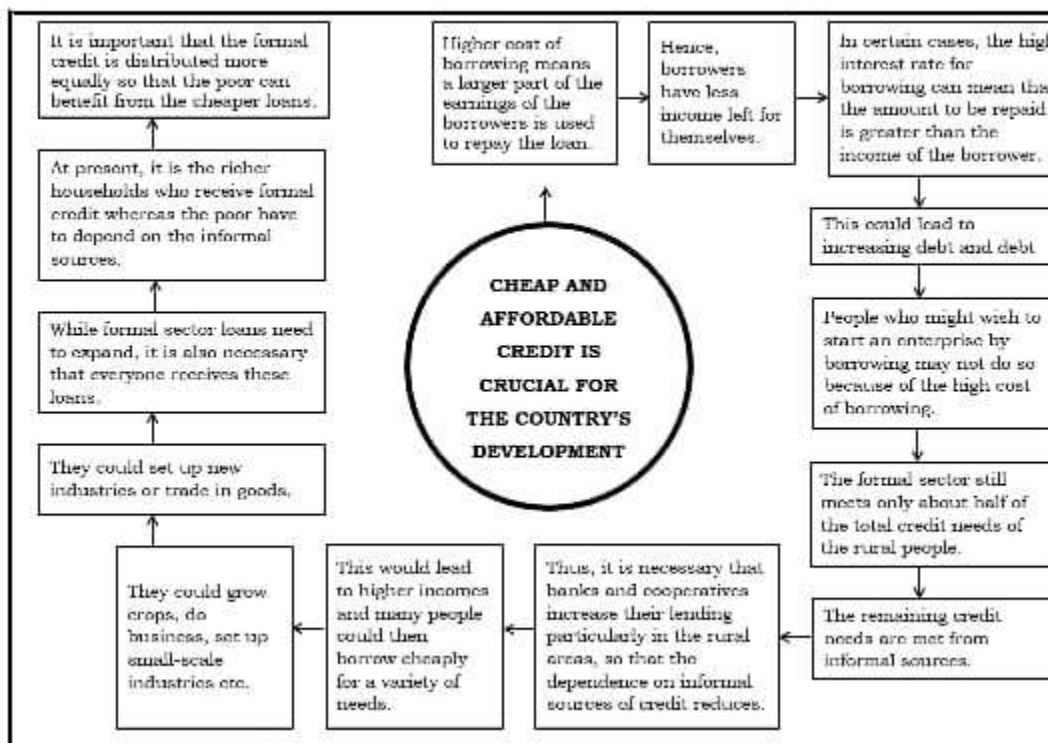 CHEAP AND
AFFORDABLE
CREDIT IS
CRUCIAL FOR
THE COUNTRY'S
DEVELOPMENT
Higher cost of
borrowing means
a larger part of the
earnings of the
borrowers is used
to repay the loan.
Hence,
borrowers
have less
income left for
themselves.
In certain cases, the high
interest rate for
borrowing can mean that
the amount to be repaid
is greater than the
income of the borrower.
This could lead to
increasing debt and debt
People who might wish to
start an enterprise by
borrowing may not do so
because of the high cost
of borrowing.
The formal sector still
meets only about half of
the total credit needs of
the rural people.
The remaining credit
needs are met from
informal sources.
Thus, it is necessary that
banks and cooperatives
increase their lending
particularly in the rural
areas, so that the
dependence on informal
sources of credit reduces.
This would lead
to higher incomes
and many people
could then
borrow cheaply
for a variety of
needs.
They could grow
crops, do
business, set up
small-scale
industries etc.
They could set up new
industries or trade in goods.
While formal sector loans need
to expand, it is also necessary
that everyone receives these
loans.
At present, it is the richer
households who receive formal
credit whereas the poor have
to depend on the informal
sources.
It is important that the formal
credit is distributed more
equally so that the poor can
benefit from the cheaper loans.